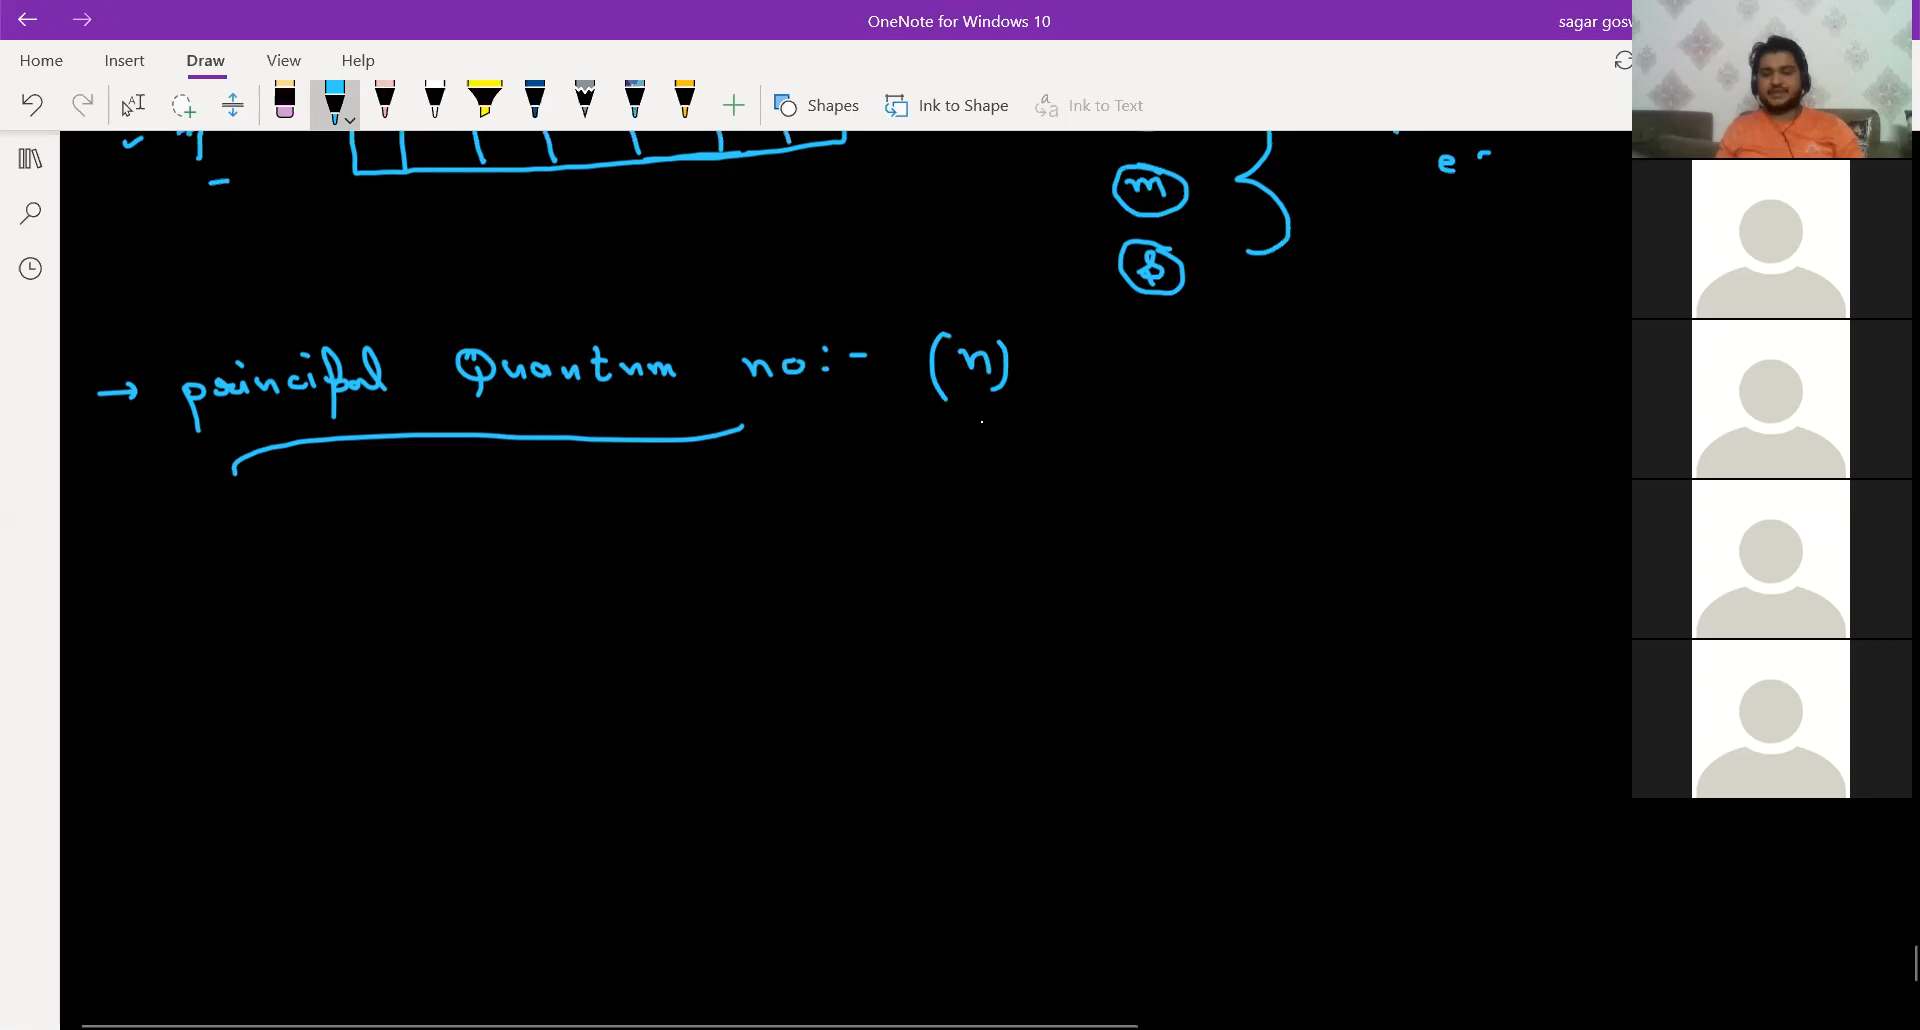 OneNote for Windows 10
sagar gosw
Home Insert Draw View Help
Shapes Ink to Shape Ink to Text
m
e -
s
→ principal Quantum no:- (n)